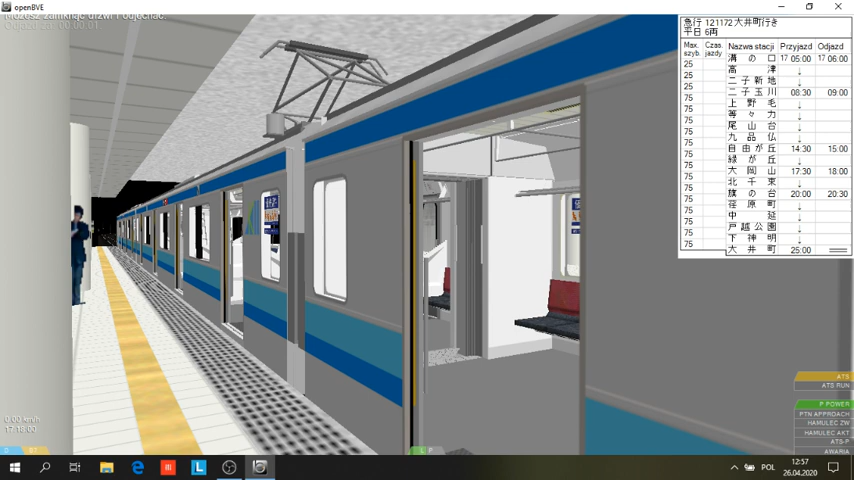 openBVE
Możesz zamknąć drzwi i odjechać.
Odjazd za: 00:00:01.
急行 121172 大井町行き
平日 6両
Max. szyb. Czas. jazdy Nazwa stacji Przyjazd Odjazd
溝の口 17 05:00 17 06:00
25
高津 ↓
25
二子新地 ↓
25
二子玉川 08:30 09:00
75
上野毛 ↓
75
等々力 ↓
75
尾山台 ↓
75
九品仏 ↓
75
自由が丘 14:30 15:00
75
緑が丘 ↓
75
大岡山 17:30 18:00
75
北千束 ↓
75
旗の台 20:00 20:30
75
荏原町 ↓
75
中延 ↓
75
戸越公園 ↓
75
下神明 ↓
75
大井町 25:00
ATS
ATS RUN
P POWER
PTN APPROACH
HAMULEC ZW
HAMULEC AKT
ATS-P
AWARIA
0.00 km/h
17:18:00
POL
12:57
26.04.2020